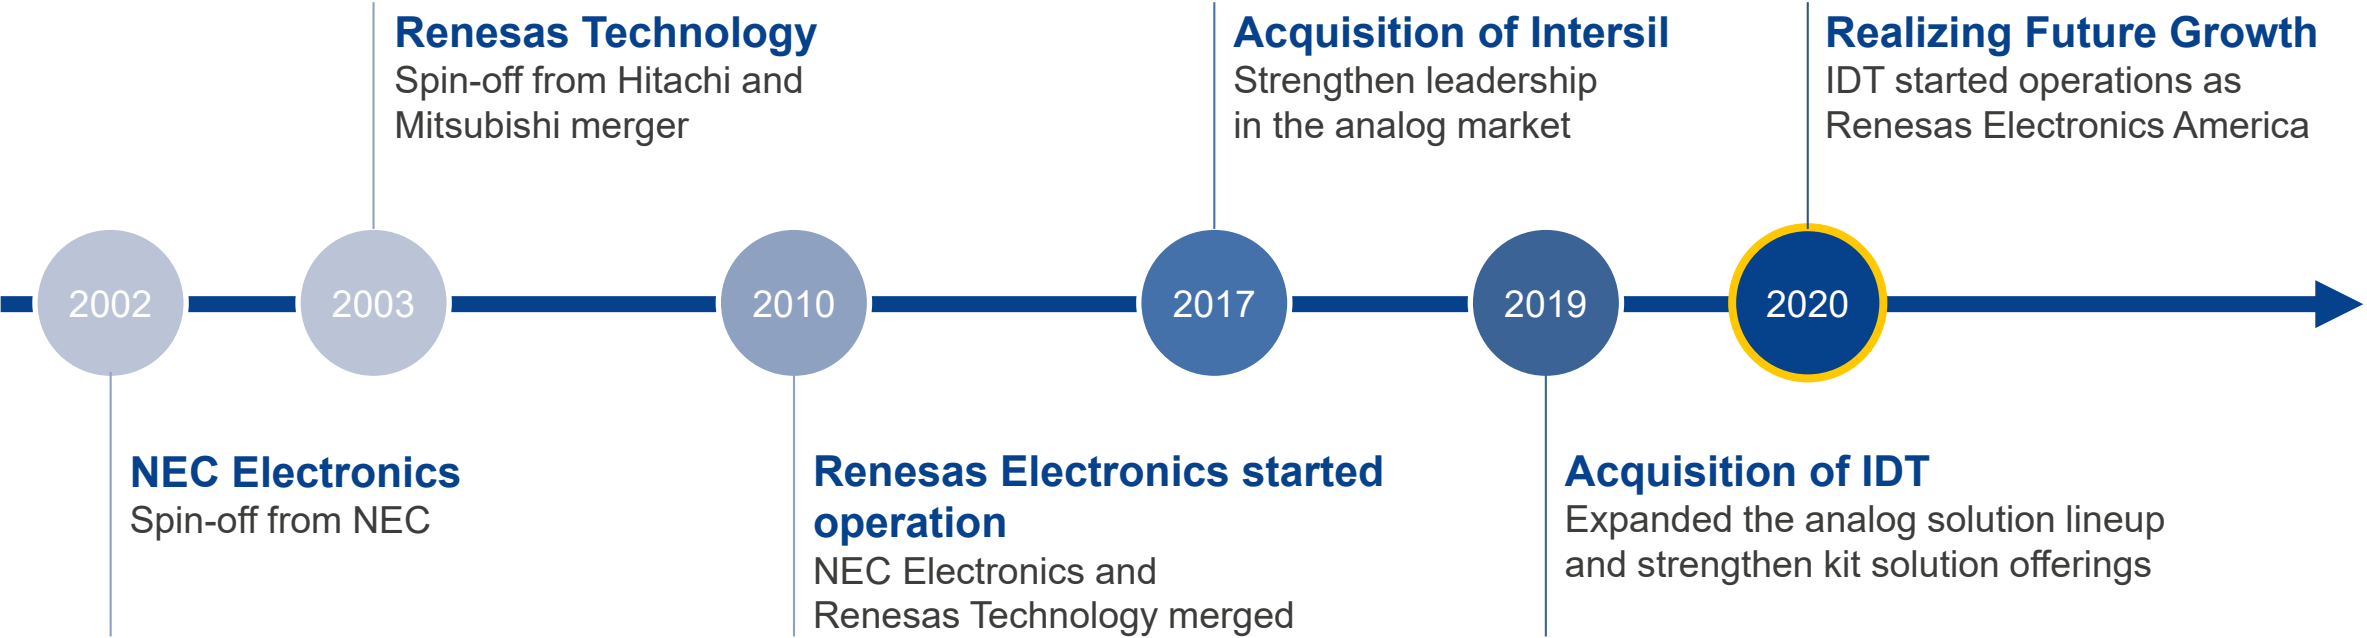 Renesas Technology
Spin-off from Hitachi and
Mitsubishi merger
Acquisition of Intersil
Strengthen leadership
in the analog market
Realizing Future Growth
IDT started operations as
Renesas Electronics America
2002
2003
2010
2017
2019
2020
NEC Electronics
Spin-off from NEC
Renesas Electronics started
operation
NEC Electronics and
Renesas Technology merged
Acquisition of IDT
Expanded the analog solution lineup
and strengthen kit solution offerings